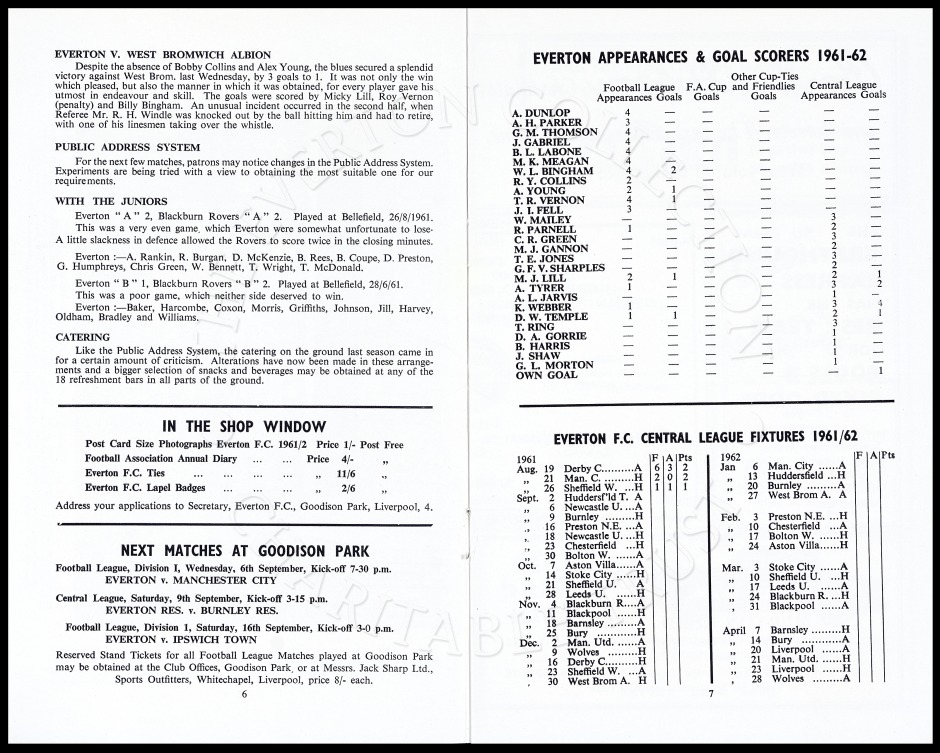 EVERTON V. WEST BROMWICH ALBION
Despite the absence of Bobby Collins and Alex Young, the blues secured a splendid
victory against West Brom. last Wednesday, by 3 goals to 1. It was not only the win
which pleased, but also the manner in which it was obtained, for every player gave his
utmost in endeavour and skill. The goals were scored by Micky Lill, Roy Vernon
(penalty) and Billy Bingham. An unusual incident occurred in the second half, when
Referee Mr. R. H. Windle was knocked out by the ball hitting him and had to retire,
with one of his linesmen taking over the whistle.
PUBLIC ADDRESS SYSTEM
For the next few matches, patrons may notice changes in the Public Address System.
Experiments are being tried with a view to obtaining the most suitable one for our
requirements.
WITH THE JUNIORS
Everton "A" 2, Blackburn Rovers "A" 2. Played at Bellefield, 26/8/1961.
This was a very even game, which Everton were somewhat unfortunate to lose-
A little slackness in defence allowed the Rovers to score twice in the closing minutes.
Everton :—A. Rankin, R. Burgan, D. McKenzie, B. Rees, B. Coupe, D. Preston,
G. Humphreys, Chris Green, W. Bennett, T. Wright, T. McDonald.
Everton "B" 1, Blackburn Rovers "B" 2. Played at Bellefield, 28/6/61.
This was a poor game, which neither side deserved to win.
Everton :—Baker, Harcombe, Coxon, Morris, Griffiths, Johnson, Jill, Harvey,
Oldham, Bradley and Williams.
CATERING
Like the Public Address System, the catering on the ground last season came in
for a certain amount of criticism. Alterations have now been made in these arrange-
ments and a bigger selection of snacks and beverages may be obtained at any of the
18 refreshment bars in all parts of the ground.
IN THE SHOP WINDOW
Post Card Size Photographs Everton F.C. 1961/2 Price 1/- Post Free
Football Association Annual Diary ... ... Price 4/- „
Everton F.C. Ties ... ... ... „ 11/6 „
Everton F.C. Lapel Badges ... ... ... „ 2/6 „
Address your applications to Secretary, Everton F.C., Goodison Park, Liverpool, 4.
NEXT MATCHES AT GOODISON PARK
Football League, Division I, Wednesday, 6th September, Kick-off 7-30 p.m.
EVERTON v. MANCHESTER CITY
Central League, Saturday, 9th September, Kick-off 3-15 p.m.
EVERTON RES. v. BURNLEY RES.
Football League, Division 1, Saturday, 16th September, Kick-off 3-0 p.m.
EVERTON v. IPSWICH TOWN
Reserved Stand Tickets for all Football League Matches played at Goodison Park
may be obtained at the Club Offices, Goodison Park, or at Messrs. Jack Sharp Ltd.,
Sports Outfitters, Whitechapel, Liverpool, price 8/- each.
6
EVERTON APPEARANCES & GOAL SCORERS 1961-62
Other Cup-Ties
Football League F.A. Cup and Friendlies Central League
Appearances Goals Goals Goals Appearances Goals
A. DUNLOP 4 — — — — —
A. H. PARKER 3 — — — — —
G. M. THOMSON 4 — — — — —
J. GABRIEL 4 — — — — —
B. L. LABONE 4 — — — — —
M. K. MEAGAN 4 — — — — —
W. L. BINGHAM 4 2 — — — —
R. Y. COLLINS 2 — — — — —
A. YOUNG 2 1 — — — —
T. R. VERNON 4 1 — — — —
J. I. FELL 3 — — — — —
W. MAILEY — — — — 3 —
R. PARNELL 1 — — — 2 —
C. R. GREEN — — — — 3 —
M. J. GANNON — — — — 2 —
T. E. JONES — — — — 3 —
G. F. V. SHARPLES — — — — 2 —
M. J. LILL 2 1 — — 2 1
A. TYRER 1 — — — 3 2
A. L. JARVIS — — — — 1 —
K. WEBBER 1 — — — 3 4
D. W. TEMPLE 1 1 — — 2 1
T. RING — — — — 3 —
D. A. GORRIE — — — — 1 —
B. HARRIS — — — — 1 —
J. SHAW — — — — 1 —
G. L. MORTON — — — — 1 —
OWN GOAL — — — — — 1
EVERTON F.C. CENTRAL LEAGUE FIXTURES 1961/62
1961 F A Pts
Aug. 19 Derby C..........A 6 3 2
„ 21 Man. C. .........H 2 0 2
„ 26 Sheffield W. ...H 1 1 1
Sept. 2 Huddersf'ld T. A
„ 6 Newcastle U. ...A
„ 9 Burnley .........H
„ 16 Preston N.E. ...A
„ 18 Newcastle U. ...H
„ 23 Chesterfield ...H
„ 30 Bolton W. ......A
Oct. 7 Aston Villa......A
„ 14 Stoke City ......H
„ 21 Sheffield U. A
„ 28 Leeds U. ......H
Nov. 4 Blackburn R....A
„ 11 Blackpool ......H
„ 18 Barnsley .........A
„ 25 Bury ............H
Dec. 2 Man. Utd. ......A
„ 9 Wolves .........H
„ 16 Derby C..........H
„ 23 Sheffield W. ...A
„ 30 West Brom A. H
1962 F A Pts
Jan 6 Man. City ......A
„ 13 Huddersfield ...H
„ 20 Burnley .........A
„ 27 West Brom A. A
Feb. 3 Preston N.E. ...H
„ 10 Chesterfield ...A
„ 17 Bolton W. ......H
„ 24 Aston Villa......H
Mar. 3 Stoke City ......A
„ 10 Sheffield U. ...H
„ 17 Leeds U. .........A
„ 24 Blackburn R. ...H
„ 31 Blackpool ......A
April 7 Barnsley .........H
„ 14 Bury ............A
„ 20 Liverpool ......A
„ 21 Man. Utd. ......H
„ 23 Liverpool ......H
„ 28 Wolves .........A
7
EVERTON COLLECTION
CHARITABLE TRUST